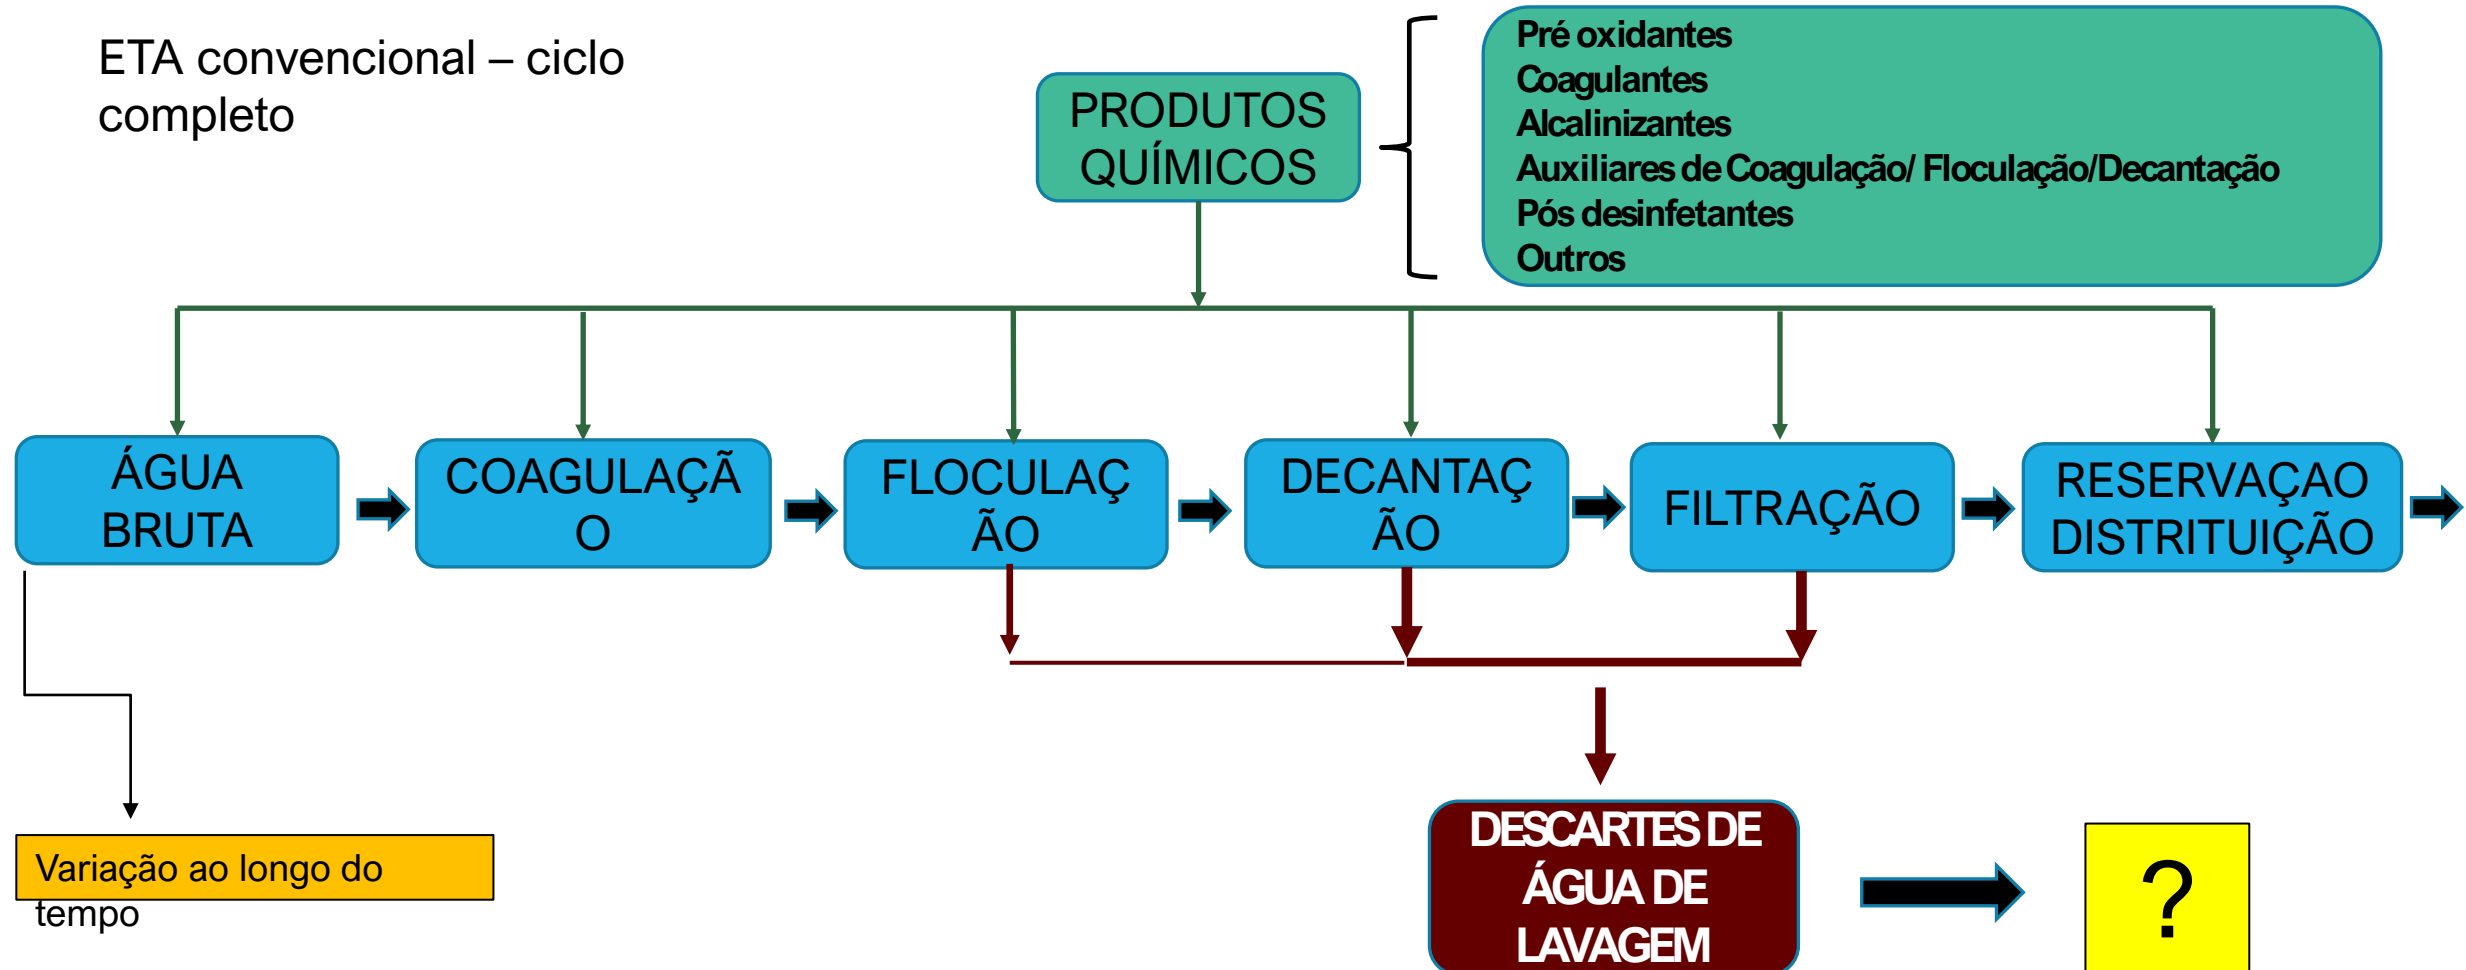 ETA convencional – ciclo
completo
PRODUTOS
QUÍMICOS
Pré oxidantes
Coagulantes
Alcalinizantes
Auxiliares de Coagulação/ Floculação/Decantação
Pós desinfetantes
Outros
ÁGUA
BRUTA
COAGULAÇÃ
O
FLOCULAÇ
ÃO
DECANTAÇ
ÃO
FILTRAÇÃO
RESERVAÇAO
DISTRITUIÇÃO
Variação ao longo do
tempo
DESCARTES DE
ÁGUA DE
LAVAGEM
?